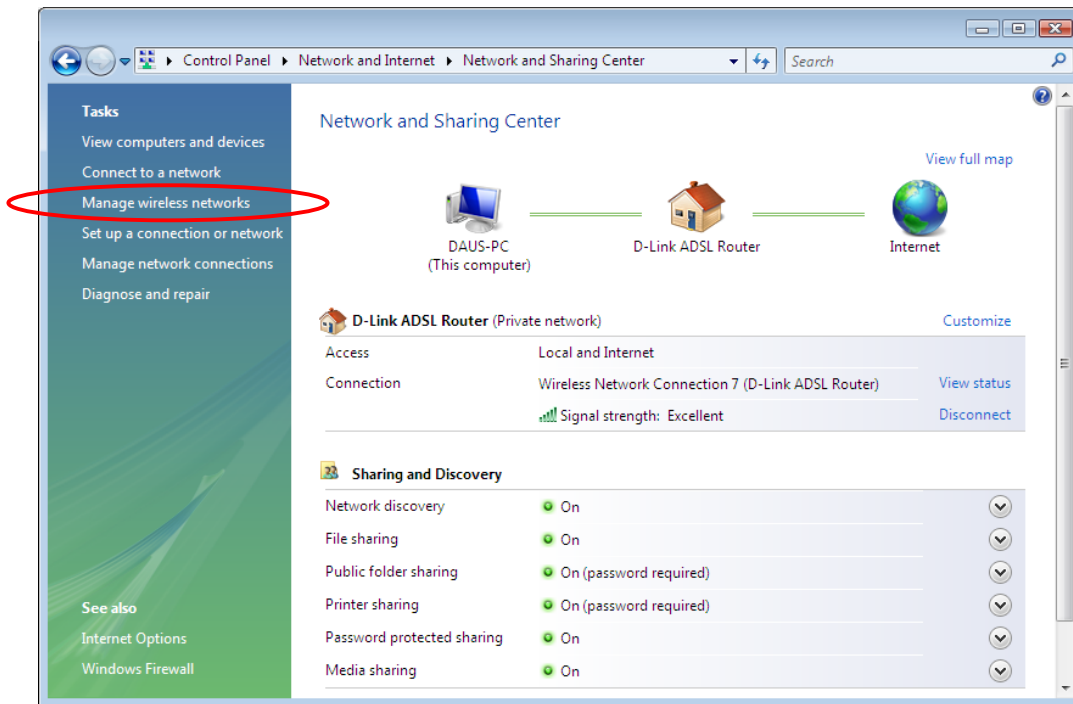 Control Panel Network and Internet Network and Sharing Center Search
Tasks
View computers and devices
Connect to a network
Manage wireless networks
Set up a connection or network
Manage network connections
Diagnose and repair
See also
Internet Options
Windows Firewall
Network and Sharing Center
View full map
DAUS-PC
(This computer)
D-Link ADSL Router
Internet
D-Link ADSL Router (Private network) Customize
Access Local and Internet
Connection Wireless Network Connection 7 (D-Link ADSL Router) View status
Signal strength: Excellent Disconnect
Sharing and Discovery
Network discovery On
File sharing On
Public folder sharing On (password required)
Printer sharing On (password required)
Password protected sharing On
Media sharing On